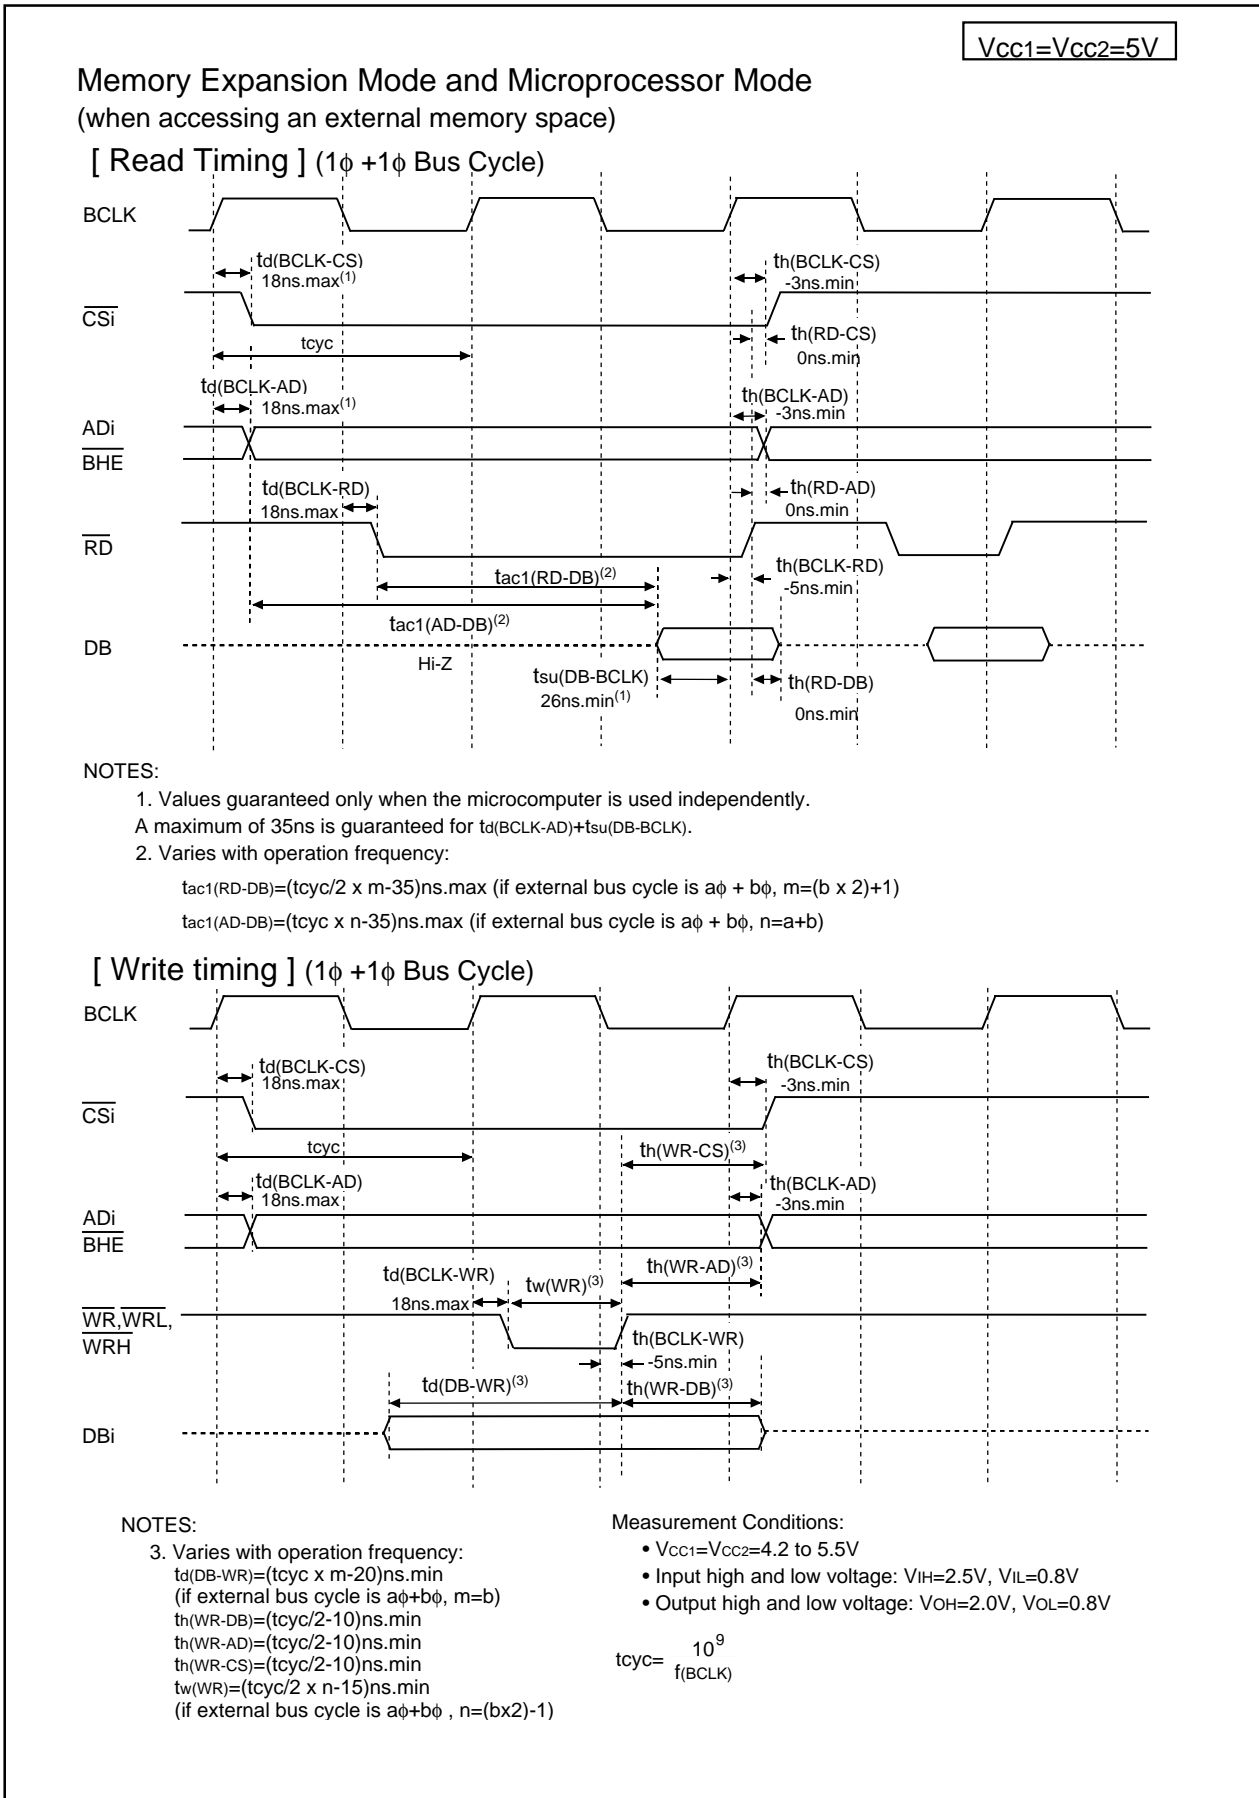 Vcc1=Vcc2=5V
Memory Expansion Mode and Microprocessor Mode
(when accessing an external memory space)
[ Read Timing ] (1ϕ +1ϕ Bus Cycle)
BCLK
td(BCLK-CS)
18ns.max(1)
th(BCLK-CS)
-3ns.min
CSi
th(RD-CS)
0ns.min
tcyc
td(BCLK-AD)
18ns.max(1)
th(BCLK-AD)
-3ns.min
ADi
BHE
td(BCLK-RD)
18ns.max
th(RD-AD)
0ns.min
RD
tac1(RD-DB)(2)
th(BCLK-RD)
-5ns.min
tac1(AD-DB)(2)
DB
Hi-Z
tsu(DB-BCLK)
26ns.min(1)
th(RD-DB)
0ns.min
NOTES:
1. Values guaranteed only when the microcomputer is used independently.
A maximum of 35ns is guaranteed for td(BCLK-AD)+tsu(DB-BCLK).
2. Varies with operation frequency:
tac1(RD-DB)=(tcyc/2 x m-35)ns.max (if external bus cycle is aϕ + bϕ, m=(b x 2)+1)
tac1(AD-DB)=(tcyc x n-35)ns.max (if external bus cycle is aϕ + bϕ, n=a+b)
[ Write timing ] (1ϕ +1ϕ Bus Cycle)
BCLK
td(BCLK-CS)
18ns.max
th(BCLK-CS)
-3ns.min
CSi
tcyc
th(WR-CS)(3)
td(BCLK-AD)
18ns.max
th(BCLK-AD)
-3ns.min
ADi
BHE
td(BCLK-WR)
18ns.max
tw(WR)(3)
th(WR-AD)(3)
WR,WRL,
WRH
th(BCLK-WR)
-5ns.min
td(DB-WR)(3)
th(WR-DB)(3)
DBi
NOTES:
3. Varies with operation frequency:
td(DB-WR)=(tcyc x m-20)ns.min
(if external bus cycle is aϕ+bϕ, m=b)
th(WR-DB)=(tcyc/2-10)ns.min
th(WR-AD)=(tcyc/2-10)ns.min
th(WR-CS)=(tcyc/2-10)ns.min
tw(WR)=(tcyc/2 x n-15)ns.min
(if external bus cycle is aϕ+bϕ , n=(bx2)-1)
Measurement Conditions:
• VCC1=VCC2=4.2 to 5.5V
• Input high and low voltage: VIH=2.5V, VIL=0.8V
• Output high and low voltage: VOH=2.0V, VOL=0.8V
tcyc= 10^9
f(BCLK)